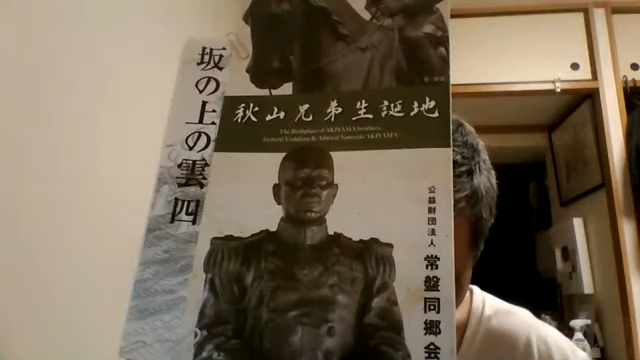 坂の上の雲 四
秋山兄弟生誕地
The Birthplace of AKIYAMA brothers,
General Yoshifuru & Admiral Saneyuki AKIYAMA
公益財団法人
常盤同郷会